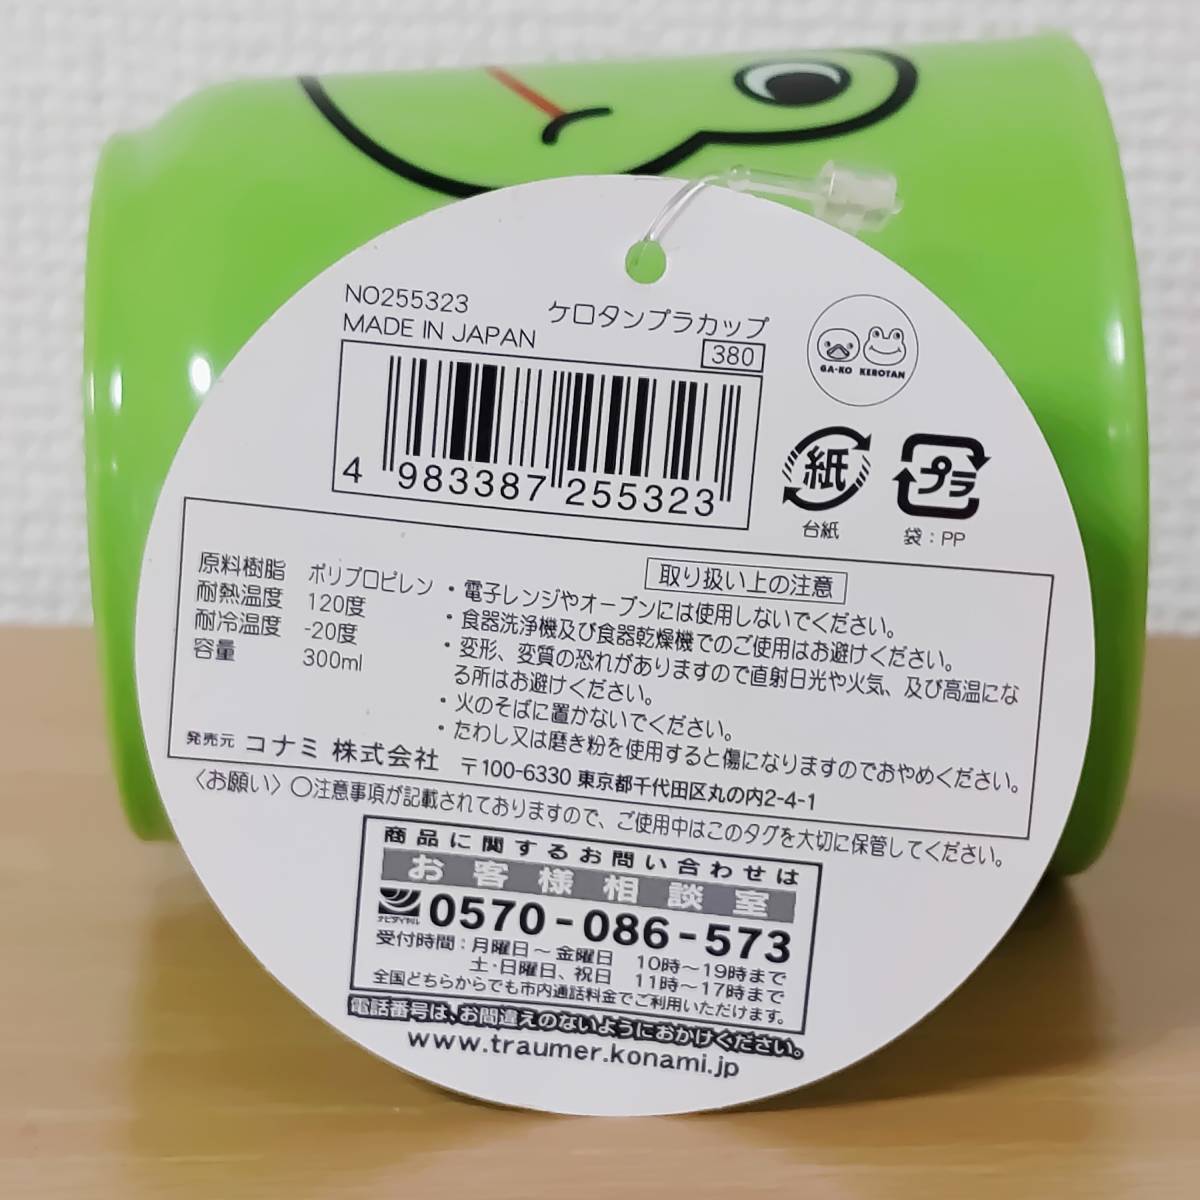 NO255323
MADE IN JAPAN
ケロタンプラカップ
380
4 983387 255323
GA-KO KEROTAN
紙
台紙
プラ
袋:PP
原料樹脂 ポリプロピレン
耐熱温度 120度
耐冷温度 -20度
容量 300ml
取り扱い上の注意
・電子レンジやオーブンには使用しないでください。
・食器洗浄機及び食器乾燥機でのご使用はお避けください。
・変形、変質の恐れがありますので直射日光や火気、及び高温にな
る所はお避けください。
・火のそばに置かないでください。
・たわし又は磨き粉を使用すると傷になりますのでおやめください。
発売元 コナミ 株式会社 〒100-6330 東京都千代田区丸の内2-4-1
〈お願い〉○注意事項が記載されておりますので、ご使用中はこのタグを大切に保管してください。
商品に関するお問い合わせは
お客様相談室
ナビダイヤル 0570-086-573
受付時間:月曜日~金曜日 10時~19時まで
土・日曜日、祝日 11時~17時まで
全国どちらからでも市内通話料金でご利用いただけます。
電話番号は、お間違えのないようにおかけください。
www.traumer.konami.jp